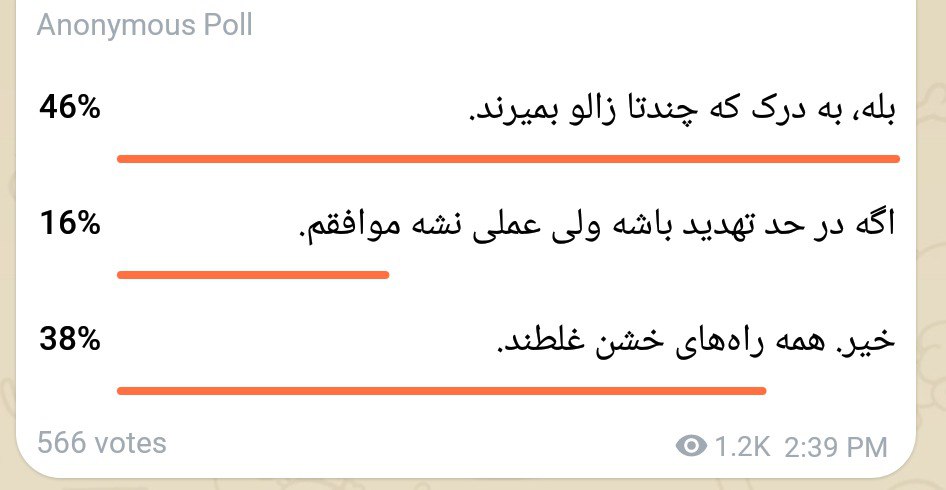 Anonymous Poll
46% بله، به درک که چندتا زالو بمیرند.
16% اگه در حد تهدید باشه ولی عملی نشه موافقم.
38% خیر. همه راه‌های خشن غلطند.
566 votes 1.2K 2:39 PM